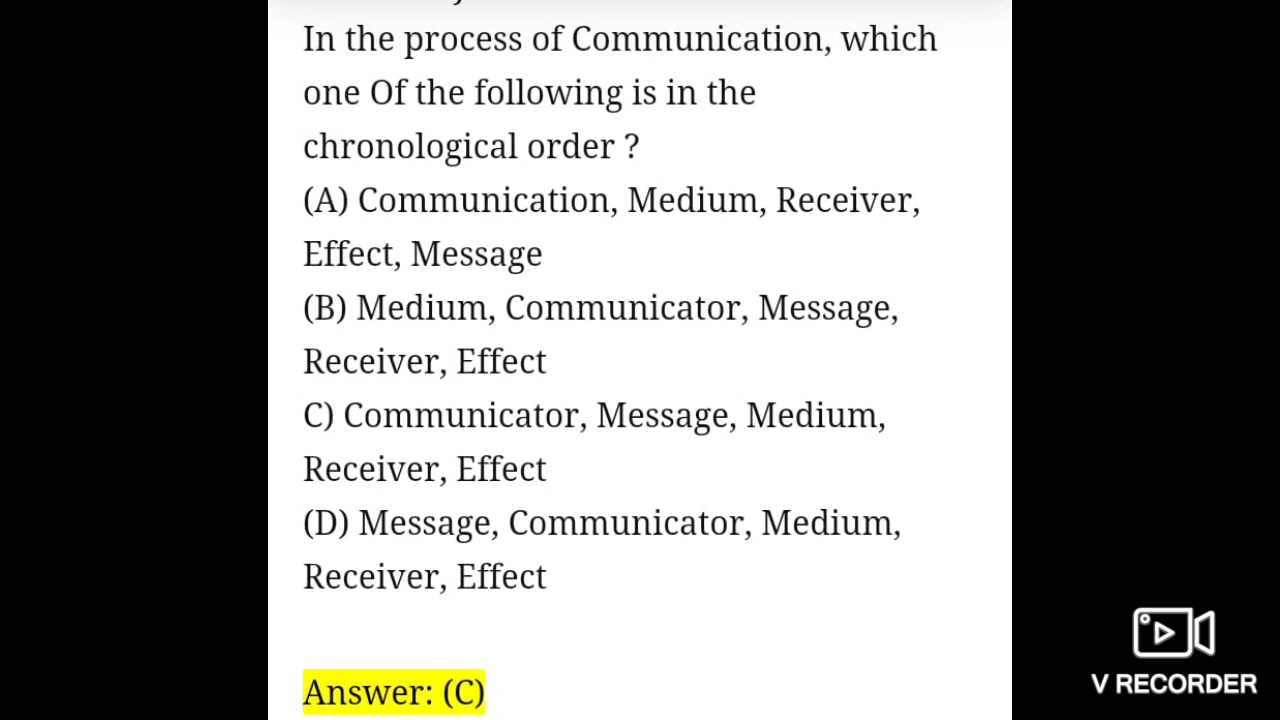 In the process of Communication, which
one Of the following is in the
chronological order ?
(A) Communication, Medium, Receiver,
Effect, Message
(B) Medium, Communicator, Message,
Receiver, Effect
C) Communicator, Message, Medium,
Receiver, Effect
(D) Message, Communicator, Medium,
Receiver, Effect
Answer: (C)
V RECORDER